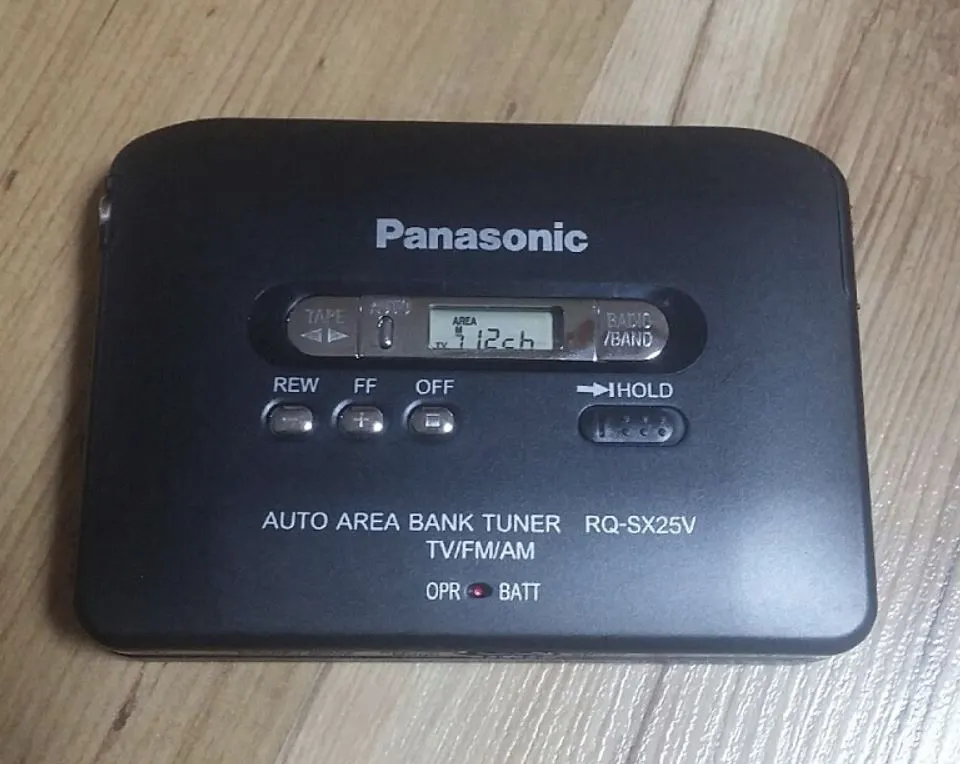 Panasonic
TAPE
AUTO
AREA
M
TV 7 12ch
RADIO
/BAND
REW FF OFF
HOLD
AUTO AREA BANK TUNER RQ-SX25V
TV/FM/AM
OPR BATT